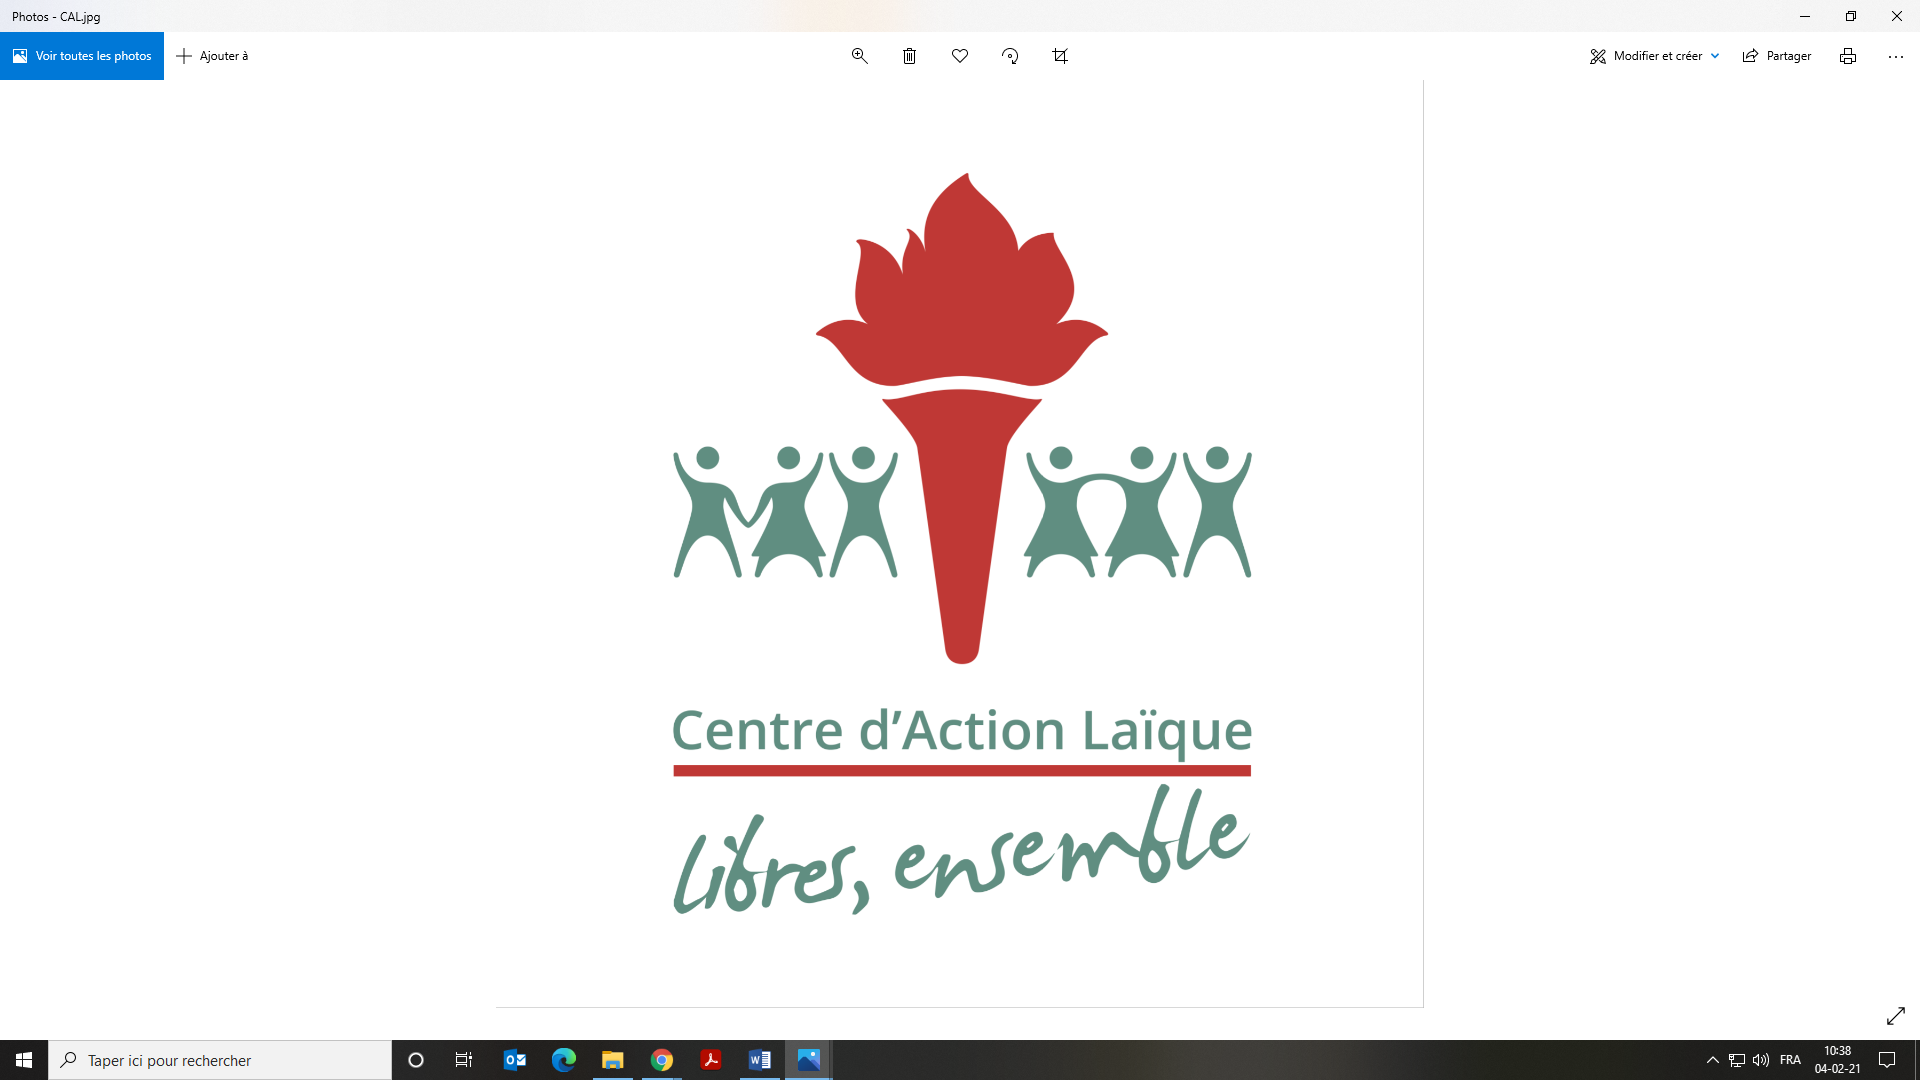 Photos - CAL.jpg
Voir toutes les photos
Ajouter à
Modifier et créer
Partager
Centre d'Action Laïque
libres, ensemble
Taper ici pour rechercher
FRA
10:38
04-02-21